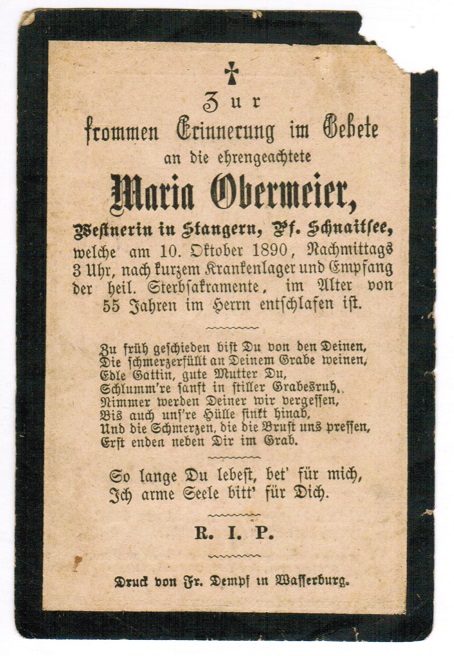 Zur
frommen Erinnerung im Gebete
an die ehrengeachtete
Maria Obermeier,
Westnerin in Stangern, Pf. Schnaitsee,
welche am 10. Oktober 1890, Nachmittags
3 Uhr, nach kurzem Krankenlager und Empfang
der heil. Sterbsakramente, im Alter von
55 Jahren im Herrn entschlafen ist.
Zu früh geschieden bist Du von den Deinen,
Die schmerzerfüllt an Deinem Grabe weinen,
Edle Gattin, gute Mutter Du,
Schlumm're sanft in stiller Grabesruh.
Nimmer werden Deiner wir vergessen,
Bis auch uns're Hülle sinkt hinab,
Und die Schmerzen, die die Brust uns pressen,
Erst enden neben Dir im Grab.
So lange Du lebest, bet' für mich,
Ich arme Seele bitt' für Dich.
R. I. P.
Druck von Fr. Dempf in Wasserburg.